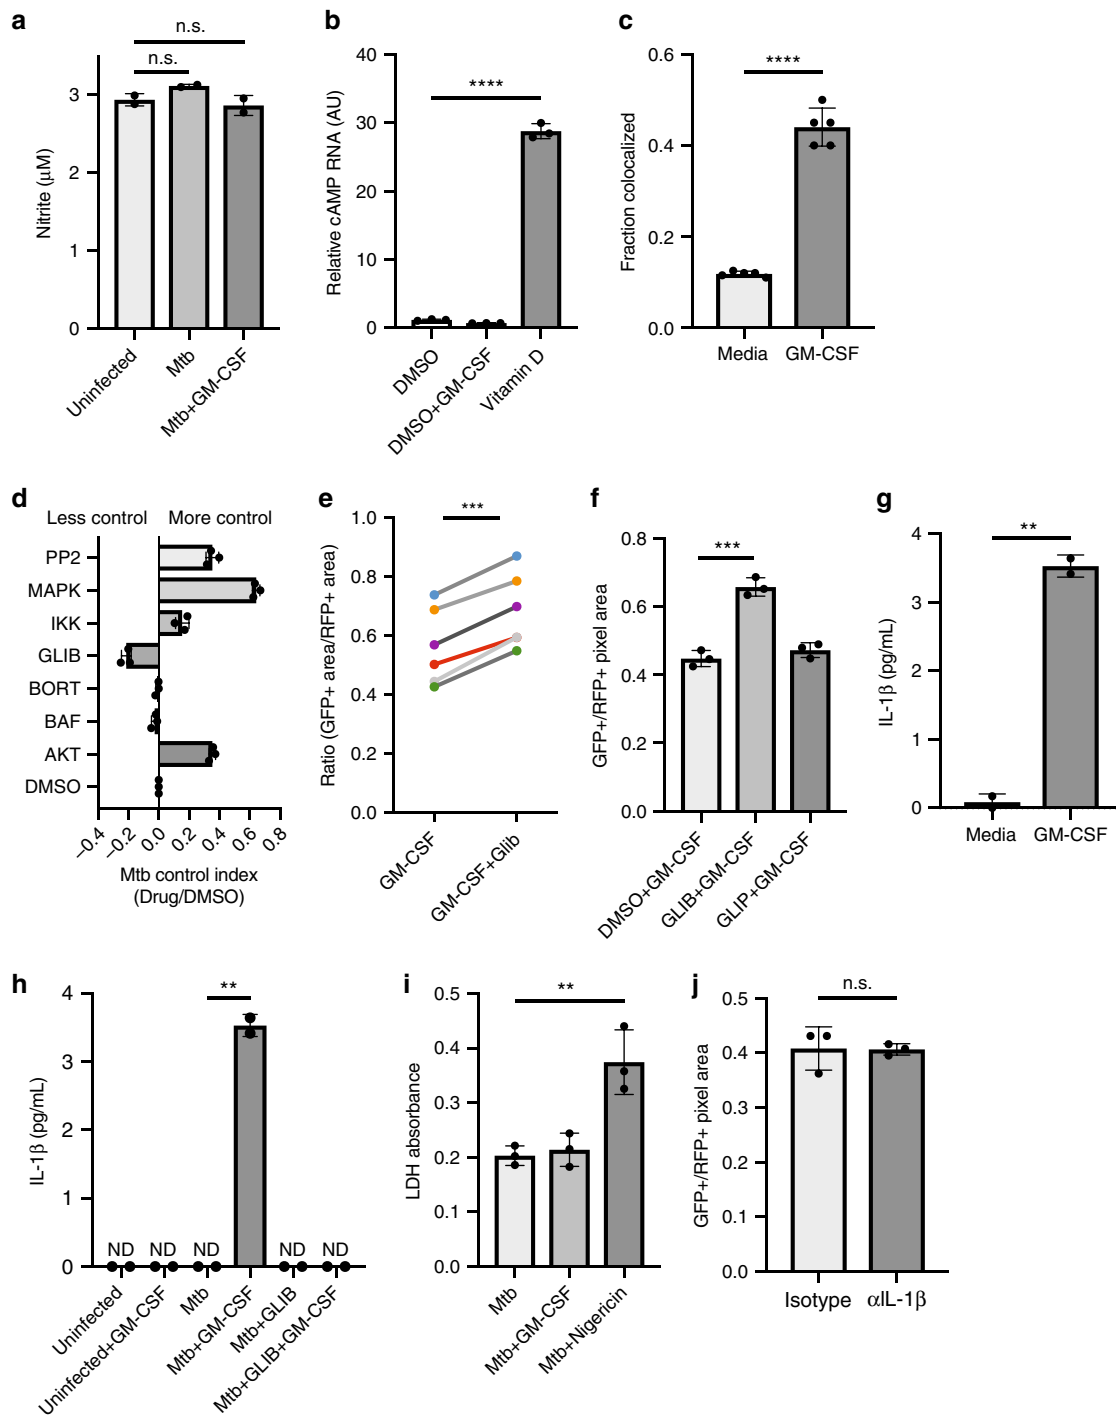 a
n.s.
n.s.
Nitrite (μM)
3
2
1
0
Uninfected
Mtb
Mtb+GM-CSF
b
Relative cAMP RNA (AU)
40
30
20
10
0
****
DMSO
DMSO+GM-CSF
Vitamin D
c
Fraction colocalized
0.6
0.4
0.2
0.0
****
Media
GM-CSF
d
Less control
More control
PP2
MAPK
IKK
GLIB
BORT
BAF
AKT
DMSO
−0.4
−0.2
0.0
0.2
0.4
0.6
0.8
Mtb control index
(Drug/DMSO)
e
Ratio (GFP+ area/RFP+ area)
1.0
0.8
0.6
0.4
0.2
0.0
***
GM-CSF
GM-CSF+Glib
f
GFP+/RFP+ pixel area
0.8
0.6
0.4
0.2
0.0
***
DMSO+GM-CSF
GLIB+GM-CSF
GLIP+GM-CSF
g
IL-1β (pg/mL)
4
3
2
1
0
**
Media
GM-CSF
h
IL-1β (pg/mL)
4
3
2
1
0
**
ND
ND
ND
ND
ND
Uninfected
Uninfected+GM-CSF
Mtb
Mtb+GM-CSF
Mtb+GLIB
Mtb+GLIB+GM-CSF
i
LDH absorbance
0.5
0.4
0.3
0.2
0.1
0.0
**
Mtb
Mtb+GM-CSF
Mtb+Nigericin
j
GFP+/RFP+ pixel area
0.5
0.4
0.3
0.2
0.1
0.0
n.s.
Isotype
αIL-1β